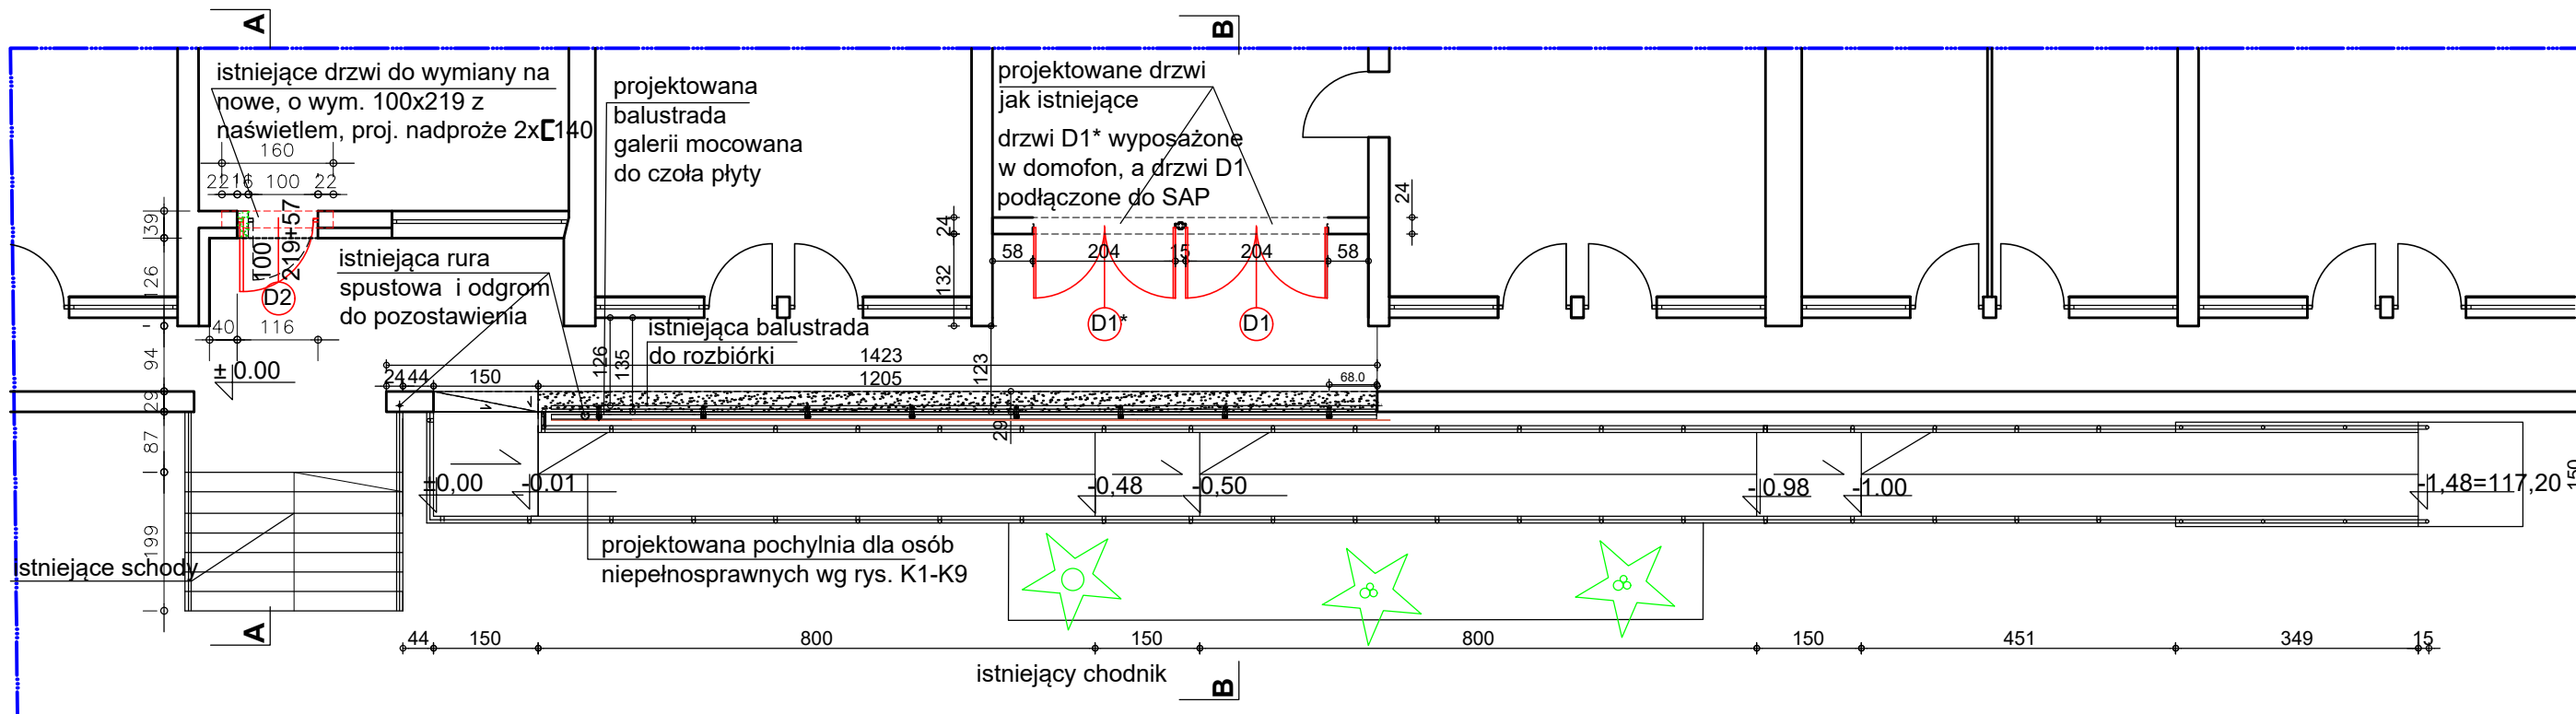 A
B
istniejące drzwi do wymiany na
nowe, o wym. 100x219 z
naświetlem, proj. nadproże 2x[140
projektowana
balustrada
galerii mocowana
do czoła płyty
projektowane drzwi
jak istniejące
drzwi D1* wyposażone
w domofon, a drzwi D1
podłączone do SAP
160
22 16 100 22
39
126
94
29
87
199
100
219+57
D2
40 116
± 0.00
istniejąca rura
spustowa i odgrom
do pozostawienia
istniejąca balustrada
do rozbiórki
126
135
123
24
132
24
58 204 15 204 58
D1*
D1
1423
24 44 150 1205 68.0
29
±0,00
-0.01
-0,48
-0,50
- 0.98
-1.00
-1,48=117,20
150
istniejące schody
projektowana pochylnia dla osób
niepełnosprawnych wg rys. K1-K9
44 150 800 150 800 150 451 349 15
istniejący chodnik
A
B